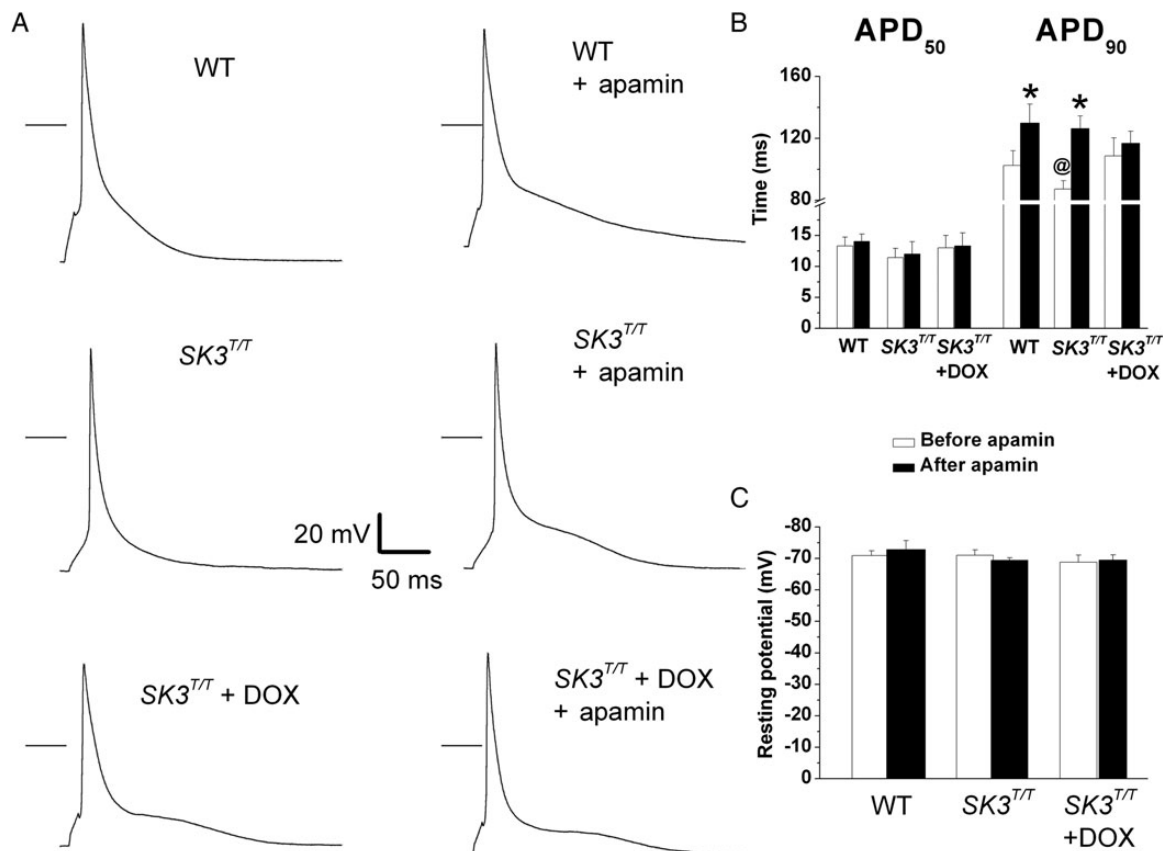 A
WT
WT
+ apamin
SK3^T/T
SK3^T/T
+ apamin
20 mV
50 ms
SK3^T/T + DOX
SK3^T/T + DOX
+ apamin
B
APD50 APD90
160
120
80
15
10
5
0
Time (ms)
* *
@
WT SK3^T/T SK3^T/T WT SK3^T/T SK3^T/T
+DOX +DOX
Before apamin
After apamin
C
-80
-70
-60
-50
-40
-30
-20
-10
0
Resting potential (mV)
WT SK3^T/T SK3^T/T
+DOX